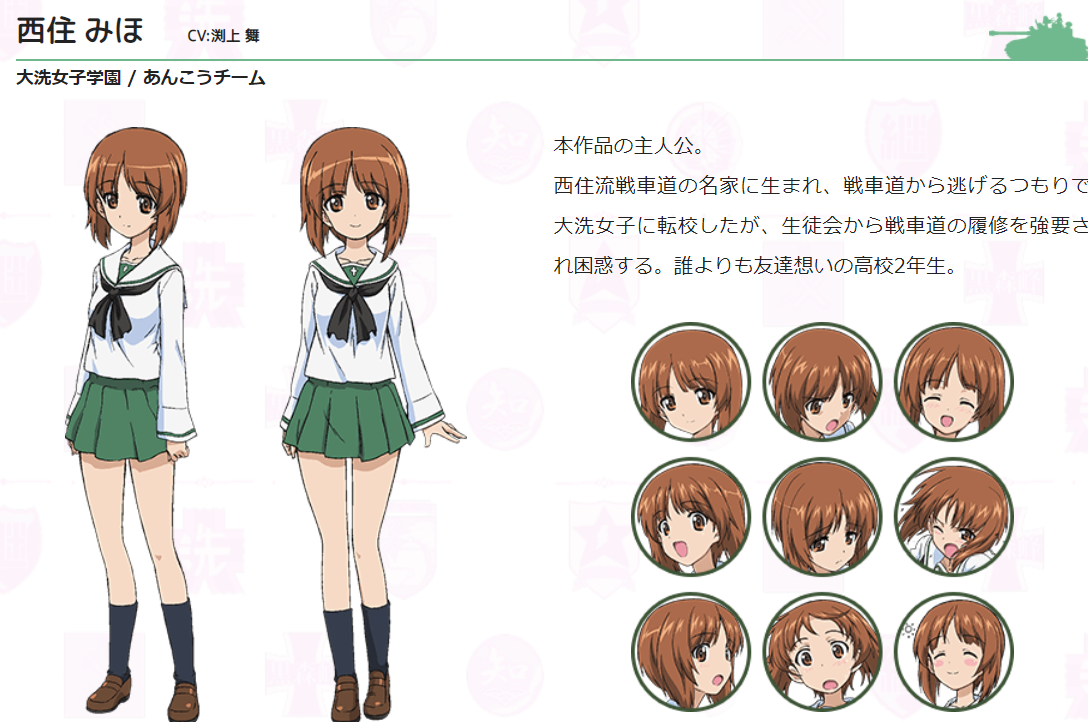 西住 みほ CV:渕上 舞
大洗女子学園 / あんこうチーム
本作品の主人公。
西住流戦車道の名家に生まれ、戦車道から逃げるつもりで
大洗女子に転校したが、生徒会から戦車道の履修を強要さ
れ困惑する。誰よりも友達想いの高校2年生。